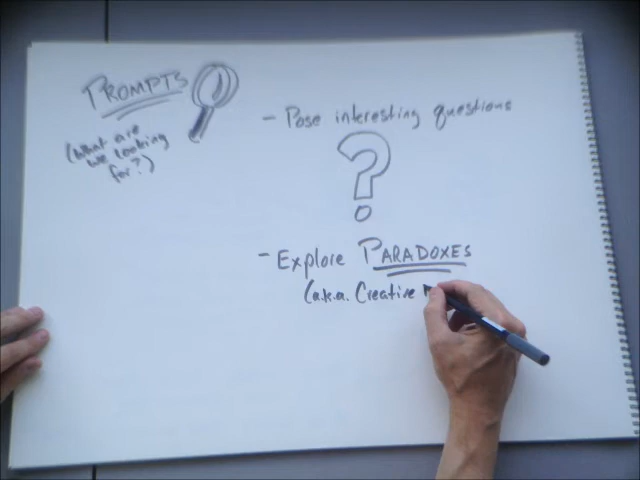 PROMPTS
(What are
we looking
for?)
- Pose interesting questions
?
- Explore PARADOXES
(a.k.a. Creative